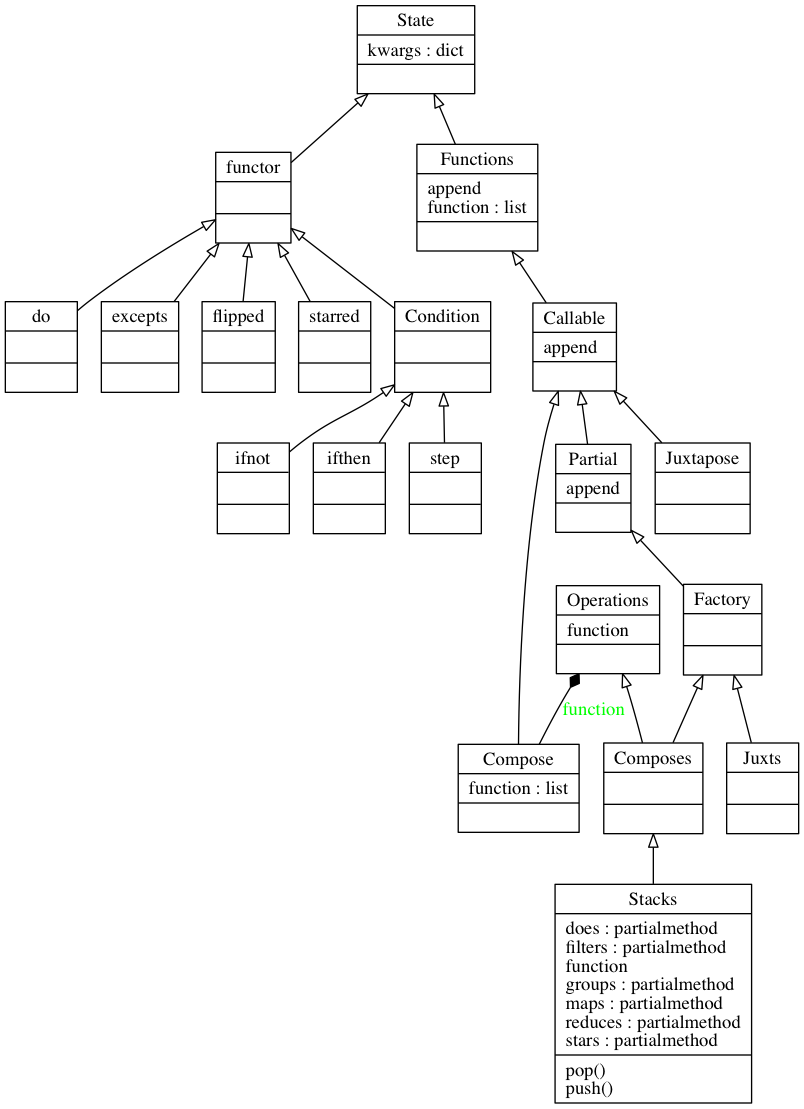 State
kwargs : dict
functor
Functions
append
function : list
do
excepts
flipped
starred
Condition
Callable
append
ifnot
ifthen
step
Partial
append
Juxtapose
Operations
function
Factory
function
Compose
function : list
Composes
Juxts
Stacks
does : partialmethod
filters : partialmethod
function
groups : partialmethod
maps : partialmethod
reduces : partialmethod
stars : partialmethod
pop()
push()